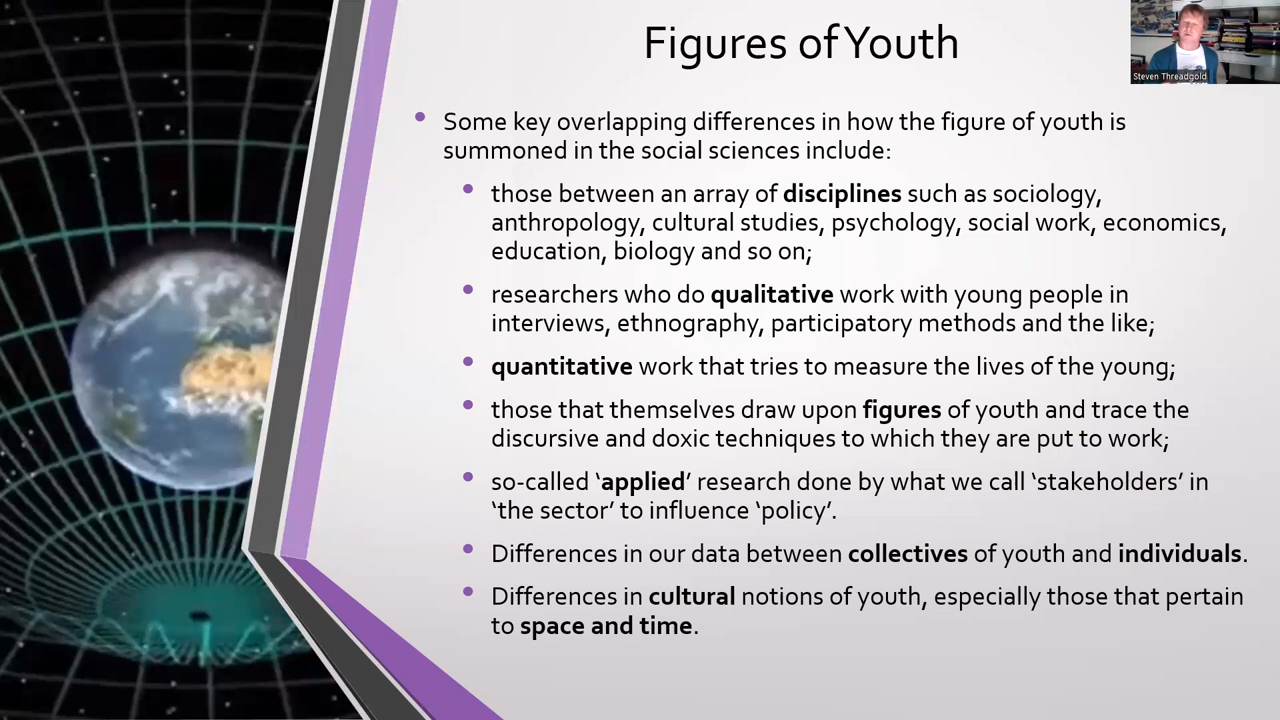 Figures of Youth
Steven Threadgold
• Some key overlapping differences in how the figure of youth is
summoned in the social sciences include:
• those between an array of disciplines such as sociology,
anthropology, cultural studies, psychology, social work, economics,
education, biology and so on;
• researchers who do qualitative work with young people in
interviews, ethnography, participatory methods and the like;
• quantitative work that tries to measure the lives of the young;
• those that themselves draw upon figures of youth and trace the
discursive and doxic techniques to which they are put to work;
• so-called ‘applied’ research done by what we call ‘stakeholders’ in
‘the sector’ to influence ‘policy’.
• Differences in our data between collectives of youth and individuals.
• Differences in cultural notions of youth, especially those that pertain
to space and time.